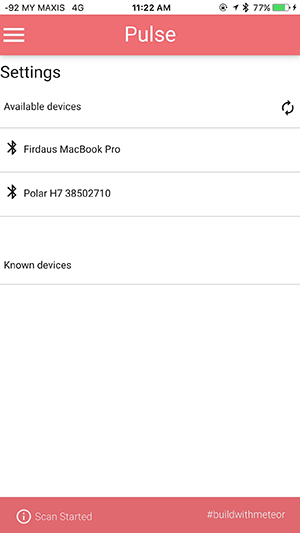 -92 MY MAXIS 4G 11:22 AM 77%
Pulse
Settings
Available devices
Firdaus MacBook Pro
Polar H7 38502710
Known devices
Scan Started #buildwithmeteor